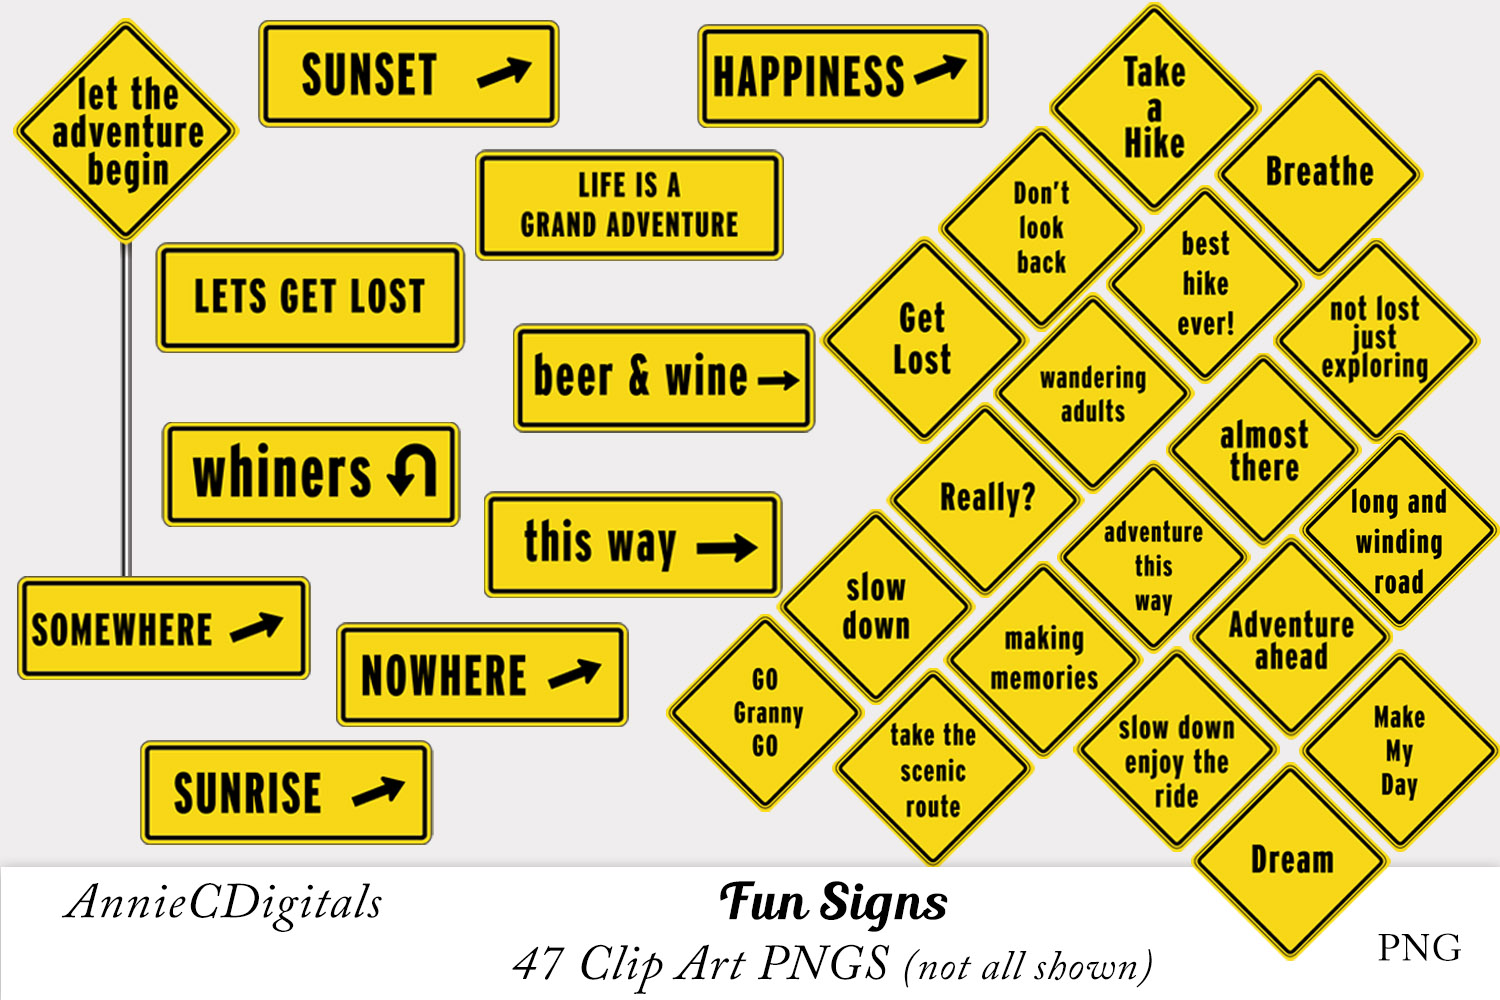 let the
adventure
begin
SUNSET
HAPPINESS
LIFE IS A
GRAND ADVENTURE
LETS GET LOST
beer & wine
whiners
this way
SOMEWHERE
NOWHERE
SUNRISE
Take
a
Hike
Breathe
Don't
look
back
best
hike
ever!
Get
Lost
not lost
just
exploring
wandering
adults
almost
there
Really?
long and
winding
road
adventure
this
way
slow
down
Adventure
ahead
making
memories
GO
Granny
GO
take the
scenic
route
slow down
enjoy the
ride
Make
My
Day
Dream
AnnieCDigitals
Fun Signs
47 Clip Art PNGS (not all shown)
PNG